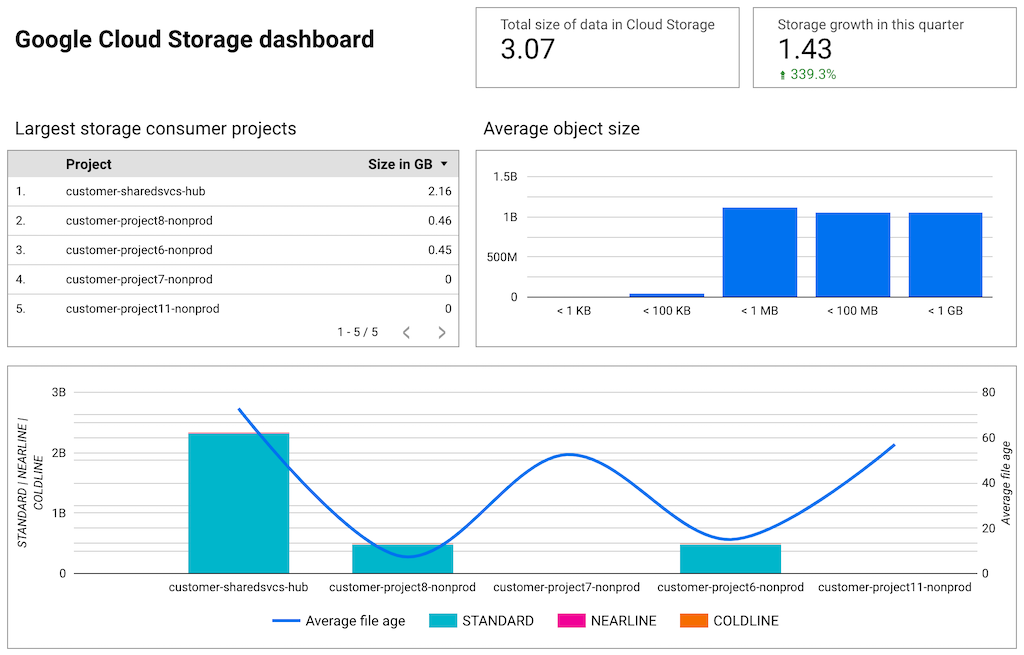 Google Cloud Storage dashboard
Total size of data in Cloud Storage
3.07
Storage growth in this quarter
1.43
339.3%
Largest storage consumer projects
Project Size in GB
1. customer-sharedsvcs-hub 2.16
2. customer-project8-nonprod 0.46
3. customer-project6-nonprod 0.45
4. customer-project7-nonprod 0
5. customer-project11-nonprod 0
1 - 5 / 5
Average object size
1.5B
1B
500M
0
< 1 KB < 100 KB < 1 MB < 100 MB < 1 GB
STANDARD | NEARLINE |
COLDLINE
3B
2B
1B
0
80
60
40
20
0
Average file age
customer-sharedsvcs-hub customer-project8-nonprod customer-project7-nonprod customer-project6-nonprod customer-project11-nonprod
Average file age STANDARD NEARLINE COLDLINE